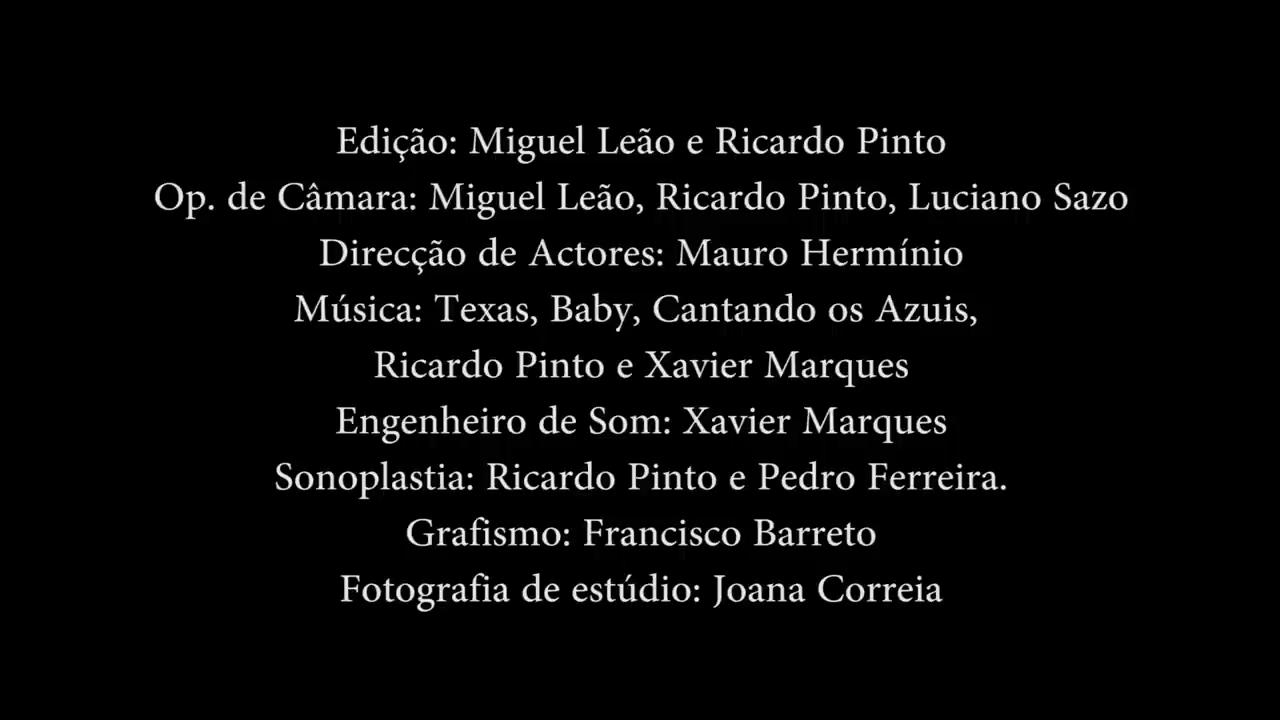 Edição: Miguel Leão e Ricardo Pinto
Op. de Câmara: Miguel Leão, Ricardo Pinto, Luciano Sazo
Direcção de Actores: Mauro Hermínio
Música: Texas, Baby, Cantando os Azuis,
Ricardo Pinto e Xavier Marques
Engenheiro de Som: Xavier Marques
Sonoplastia: Ricardo Pinto e Pedro Ferreira.
Grafismo: Francisco Barreto
Fotografia de estúdio: Joana Correia